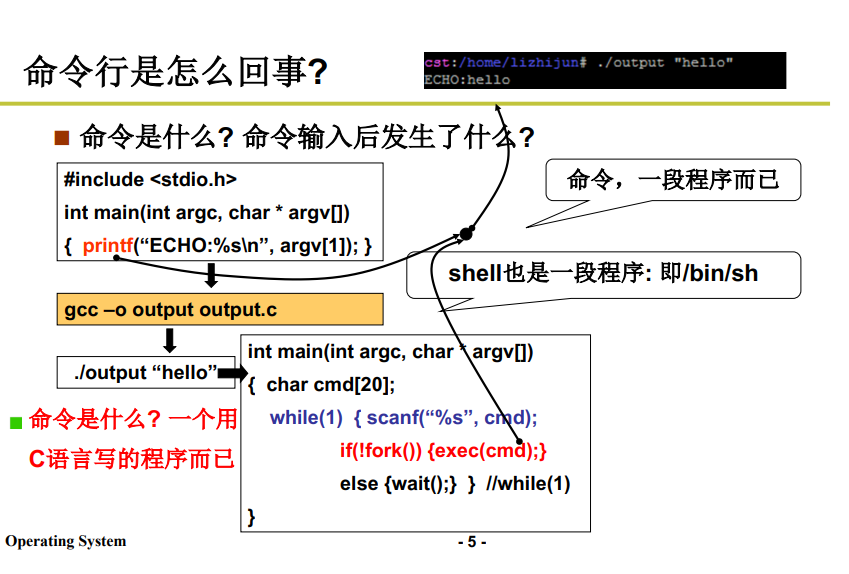 命令行是怎么回事?
cst:/home/lizhijun# ./output "hello"
ECHO:hello
命令是什么? 命令输入后发生了什么?
#include <stdio.h>
int main(int argc, char * argv[])
{ printf(“ECHO:%s\n”, argv[1]); }
命令，一段程序而已
shell也是一段程序: 即/bin/sh
gcc –o output output.c
./output “hello”
int main(int argc, char * argv[])
{ char cmd[20];
while(1) { scanf(“%s”, cmd);
if(!fork()) {exec(cmd);}
else {wait();} } //while(1)
}
命令是什么? 一个用
C语言写的程序而已
Operating System
- 5 -